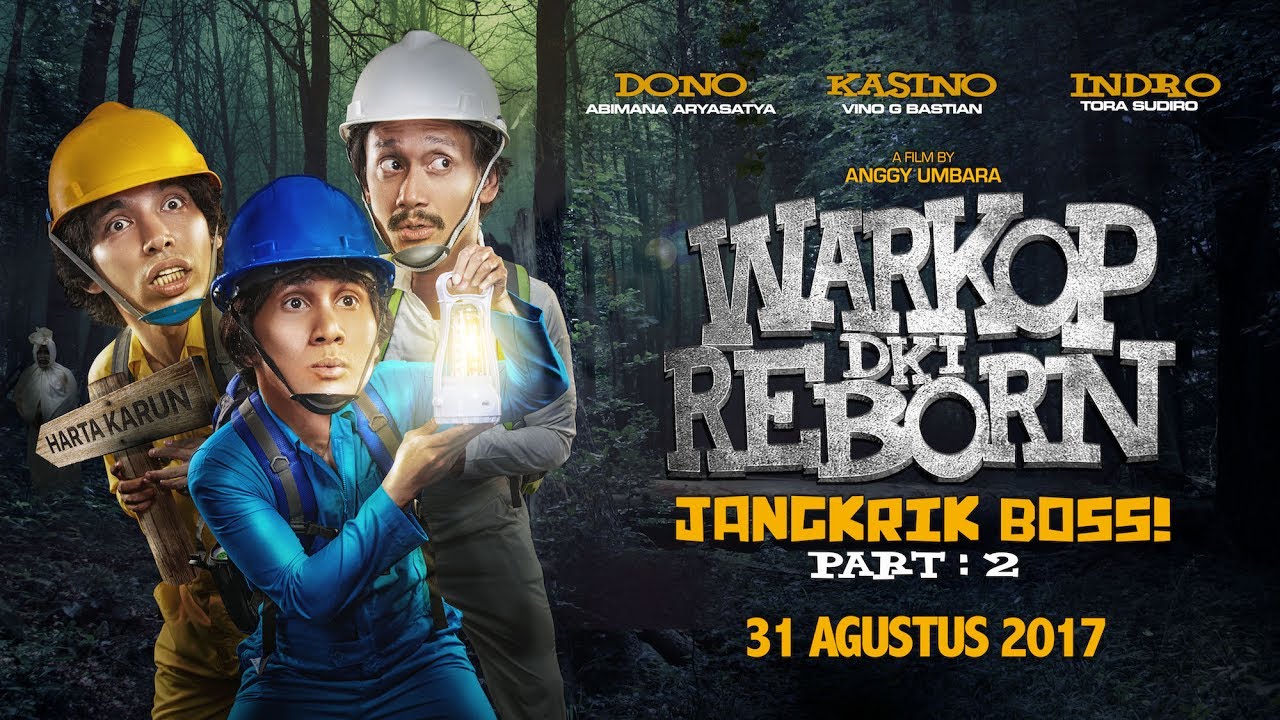 DONO
ABIMANA ARYASATYA
KASINO
VINO G BASTIAN
INDRO
TORA SUDIRO
A FILM BY
ANGGY UMBARA
WARKOP
DKI
REBORN
JANGKRIK BOSS!
PART : 2
31 AGUSTUS 2017
HARTA KARUN